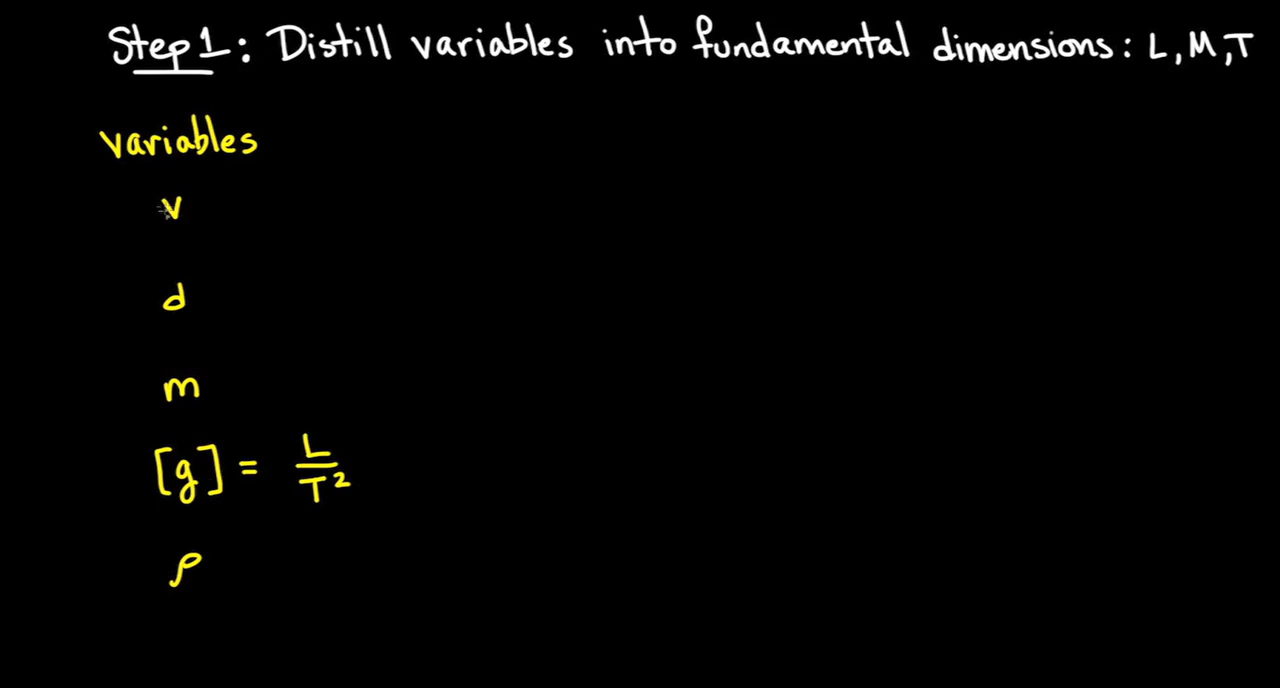 Step 1: Distill variables into fundamental dimensions: L, M, T
variables
v
d
m
[g] = L/T²
ρ